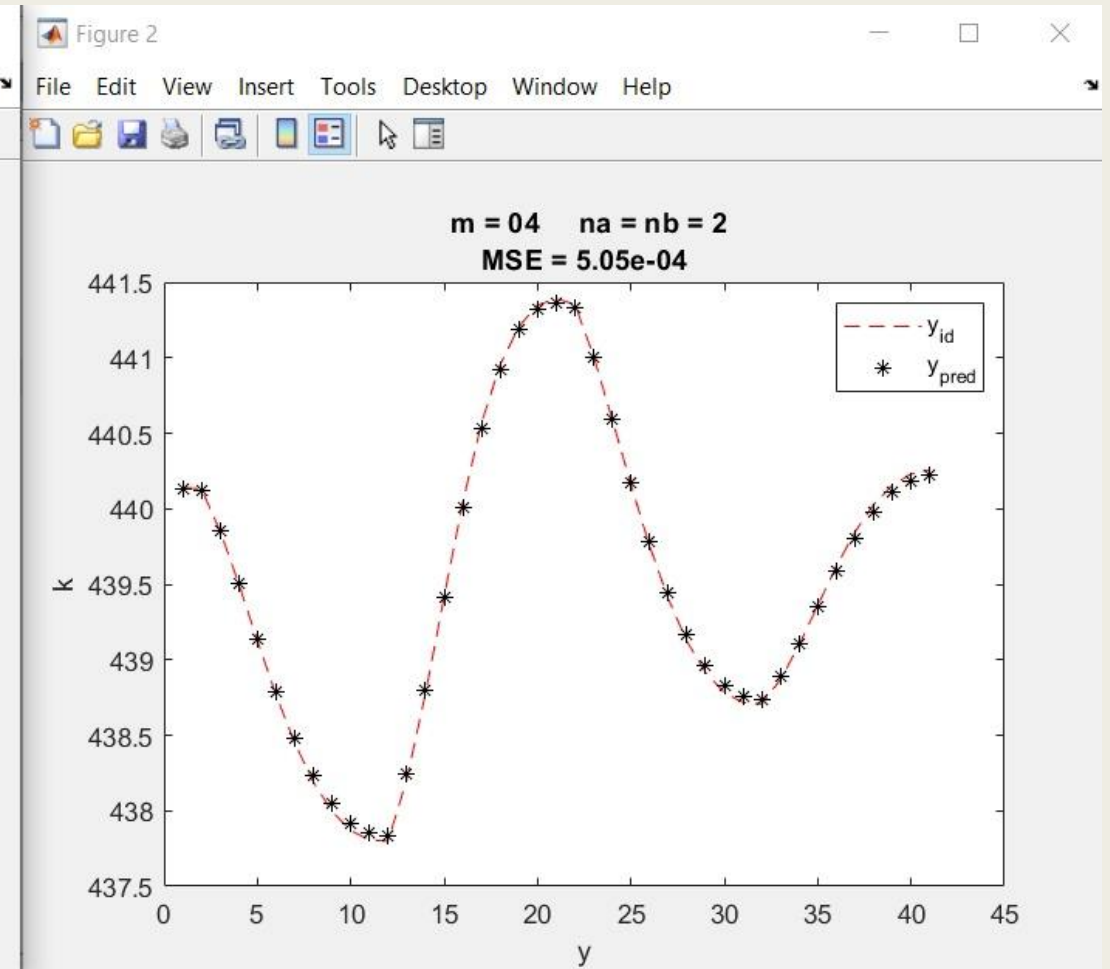 Figure 2
File Edit View Insert Tools Desktop Window Help
m = 04 na = nb = 2
MSE = 5.05e-04
441.5
441
440.5
440
439.5
439
438.5
438
437.5
k
y_id
y_pred
0 5 10 15 20 25 30 35 40 45
y